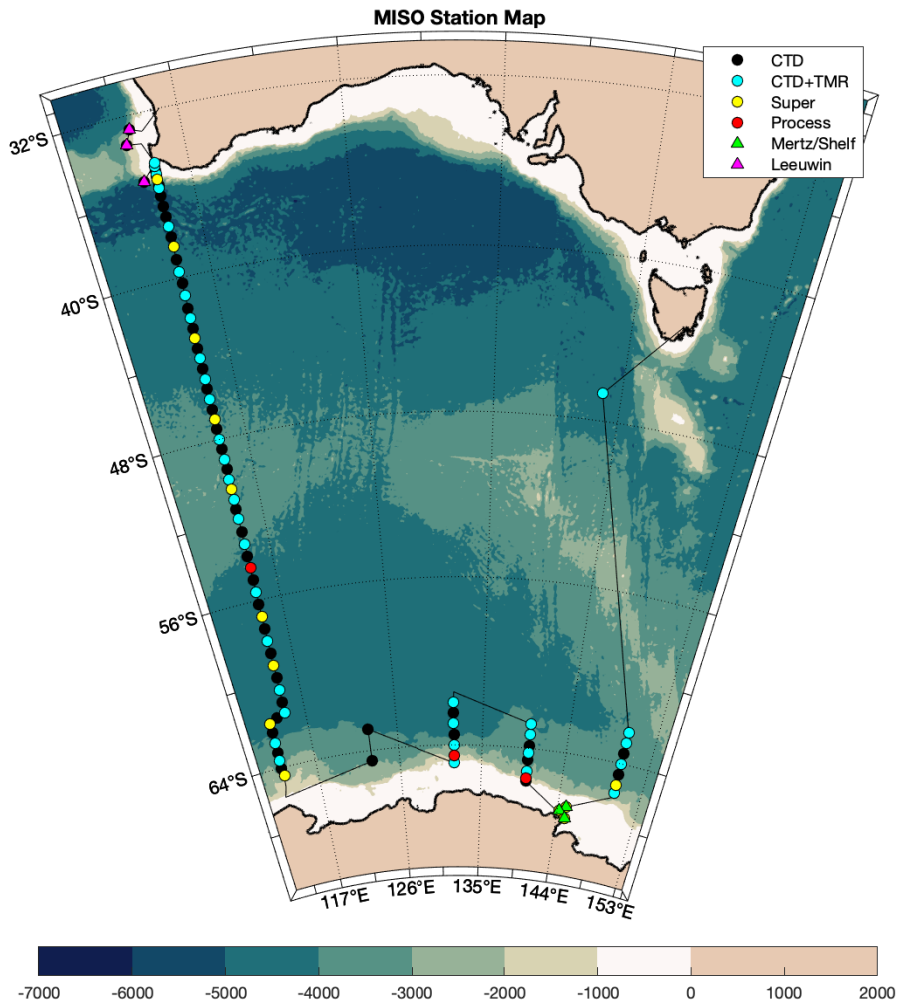 MISO Station Map
CTD
CTD+TMR
Super
Process
Mertz/Shelf
Leeuwin
32°S
40°S
48°S
56°S
64°S
117°E 126°E 135°E 144°E 153°E
-7000 -6000 -5000 -4000 -3000 -2000 -1000 0 1000 2000